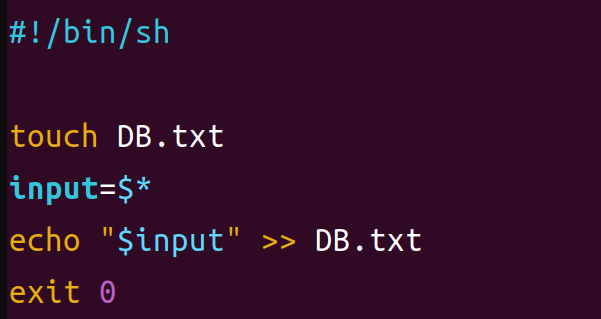 #!/bin/sh
touch DB.txt
input=$*
echo "$input" >> DB.txt
exit 0